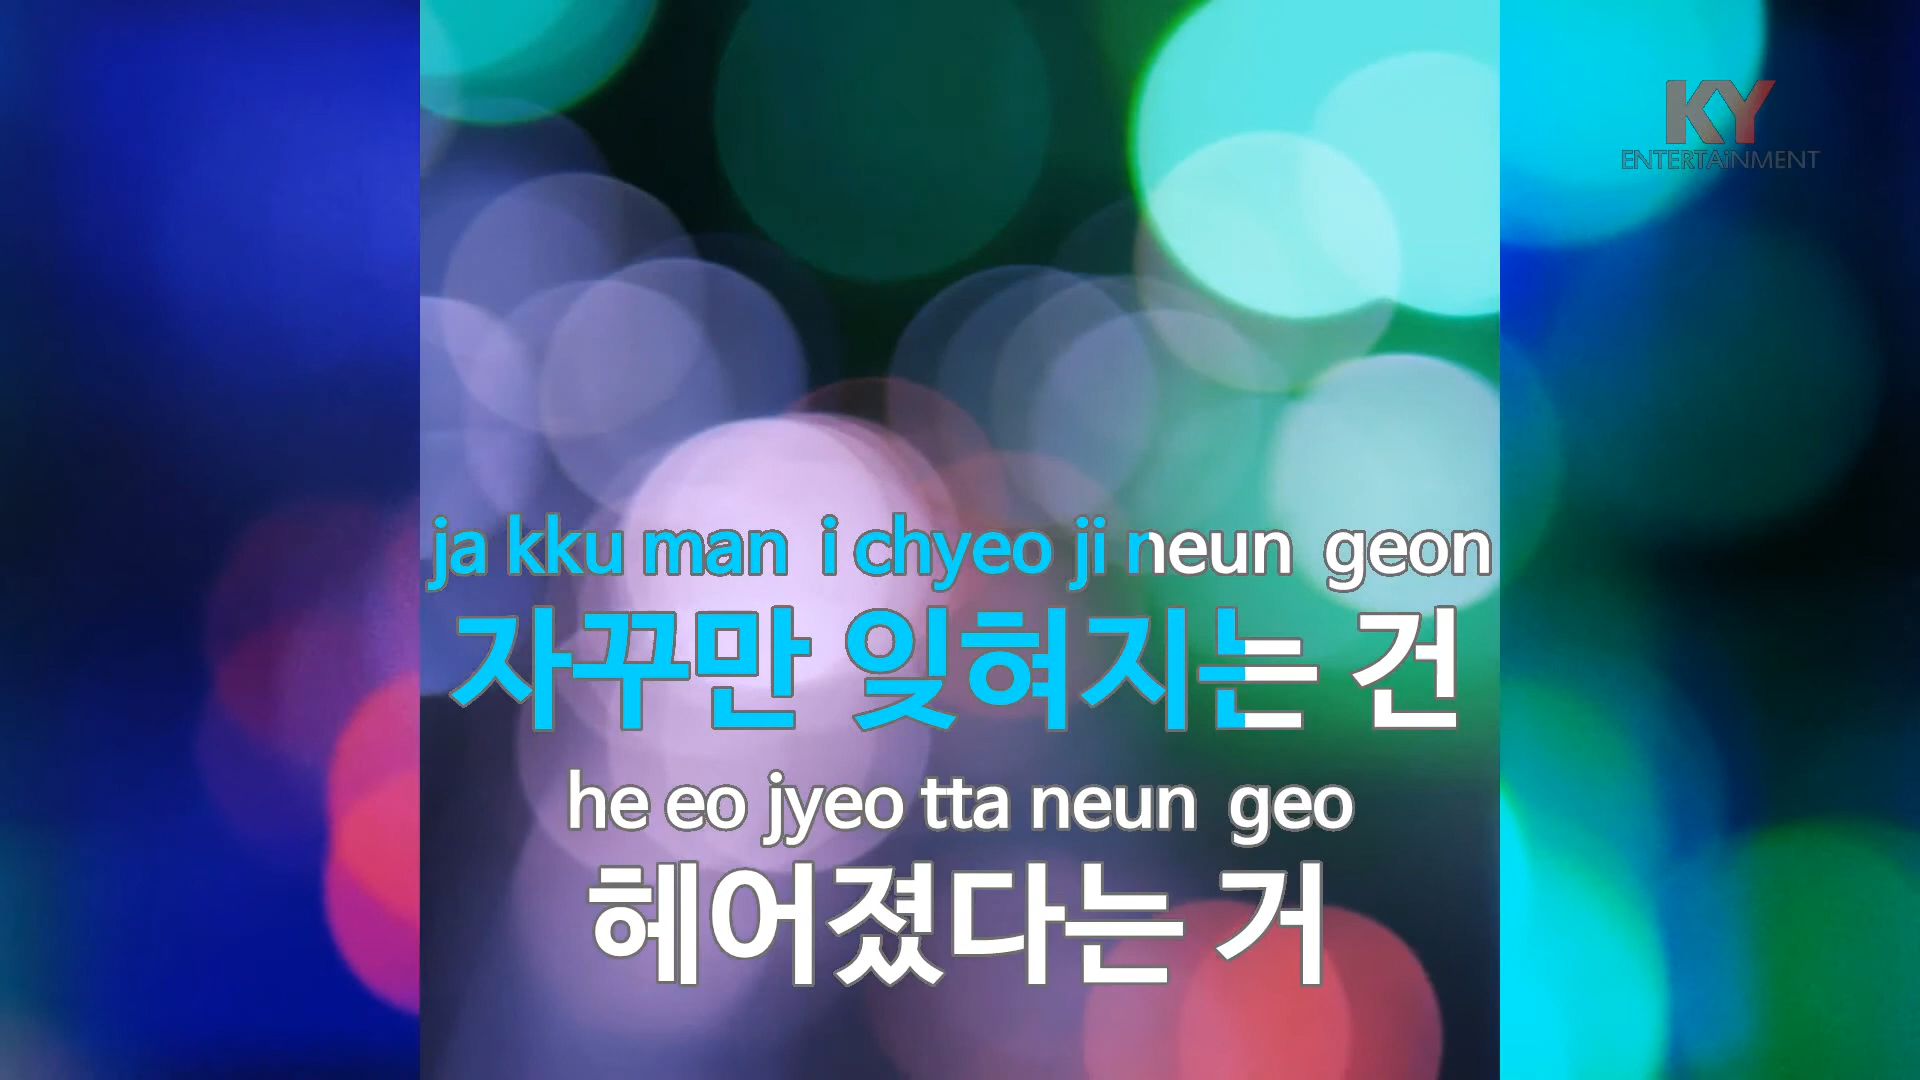 KY
ENTERTAiNMENT
ja kku man i chyeo ji neun geon
자꾸만 잊혀지는 건
he eo jyeo tta neun geo
헤어졌다는 거